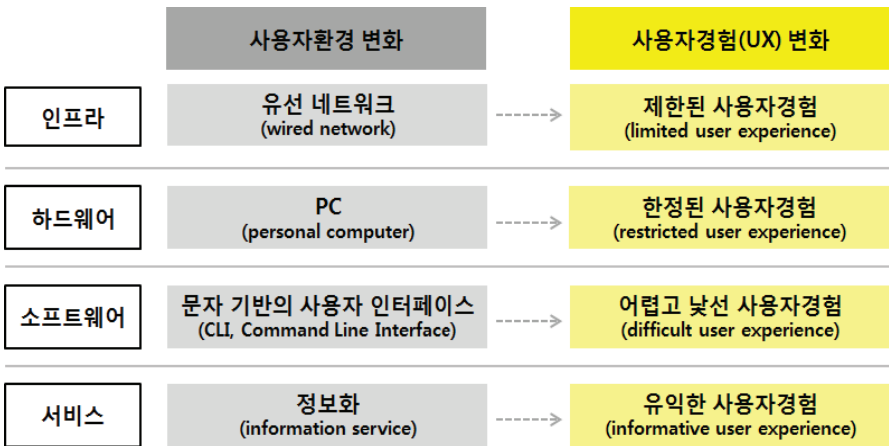 사용자환경 변화
사용자경험(UX) 변화
인프라
유선 네트워크
(wired network)
제한된 사용자경험
(limited user experience)
하드웨어
PC
(personal computer)
한정된 사용자경험
(restricted user experience)
소프트웨어
문자 기반의 사용자 인터페이스
(CLI, Command Line Interface)
어렵고 낯선 사용자경험
(difficult user experience)
서비스
정보화
(information service)
유익한 사용자경험
(informative user experience)